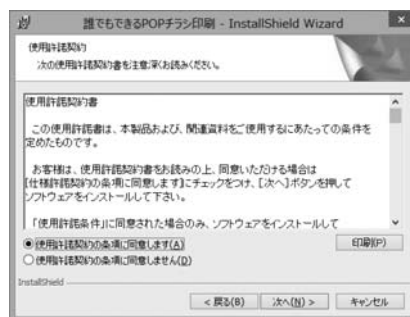 誰でもできるPOPチラシ印刷 - InstallShield Wizard
使用許諾契約
次の使用許諾契約書を注意深くお読みください。
使用許諾契約書
この使用許諾書は、本製品および、関連資料をご使用するにあたっての条件を
定めたものです。
お客様は、使用許諾契約書をお読みの上、同意いただける場合は
[仕様許諾契約の条項に同意します]にチェックをつけ、[次へ]ボタンを押して
ソフトウェアをインストールして下さい。
「使用許諾条件」に同意された場合のみ、ソフトウェアをインストールして
使用許諾契約の条項に同意します(A)
印刷(P)
使用許諾契約の条項に同意しません(D)
InstallShield
< 戻る(B)
次へ(N) >
キャンセル